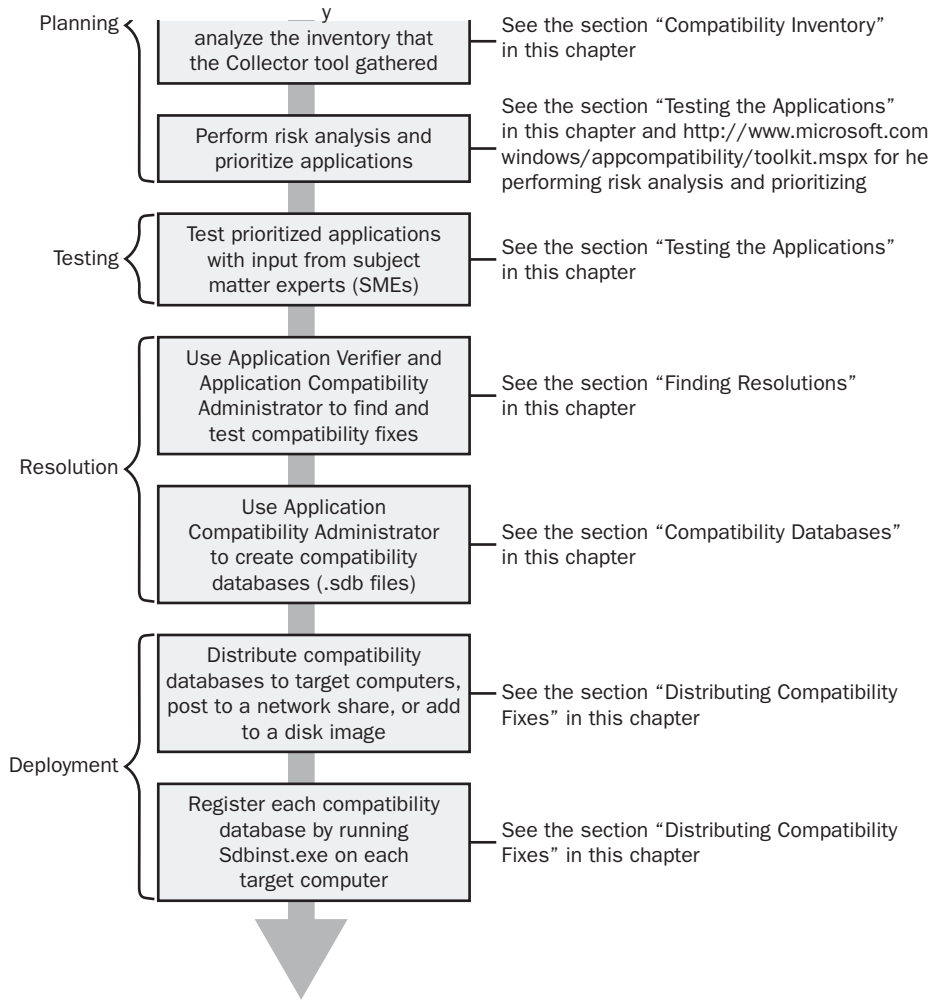 Planning
y
analyze the inventory that
the Collector tool gathered
See the section “Compatibility Inventory”
in this chapter
Perform risk analysis and
prioritize applications
See the section “Testing the Applications”
in this chapter and http://www.microsoft.com
windows/appcompatibility/toolkit.mspx for he
performing risk analysis and prioritizing
Testing
Test prioritized applications
with input from subject
matter experts (SMEs)
See the section “Testing the Applications”
in this chapter
Resolution
Use Application Verifier and
Application Compatibility
Administrator to find and
test compatibility fixes
See the section “Finding Resolutions”
in this chapter
Use Application
Compatibility Administrator
to create compatibility
databases (.sdb files)
See the section “Compatibility Databases”
in this chapter
Deployment
Distribute compatibility
databases to target computers,
post to a network share, or add
to a disk image
See the section “Distributing Compatibility
Fixes” in this chapter
Register each compatibility
database by running
Sdbinst.exe on each
target computer
See the section “Distributing Compatibility
Fixes” in this chapter